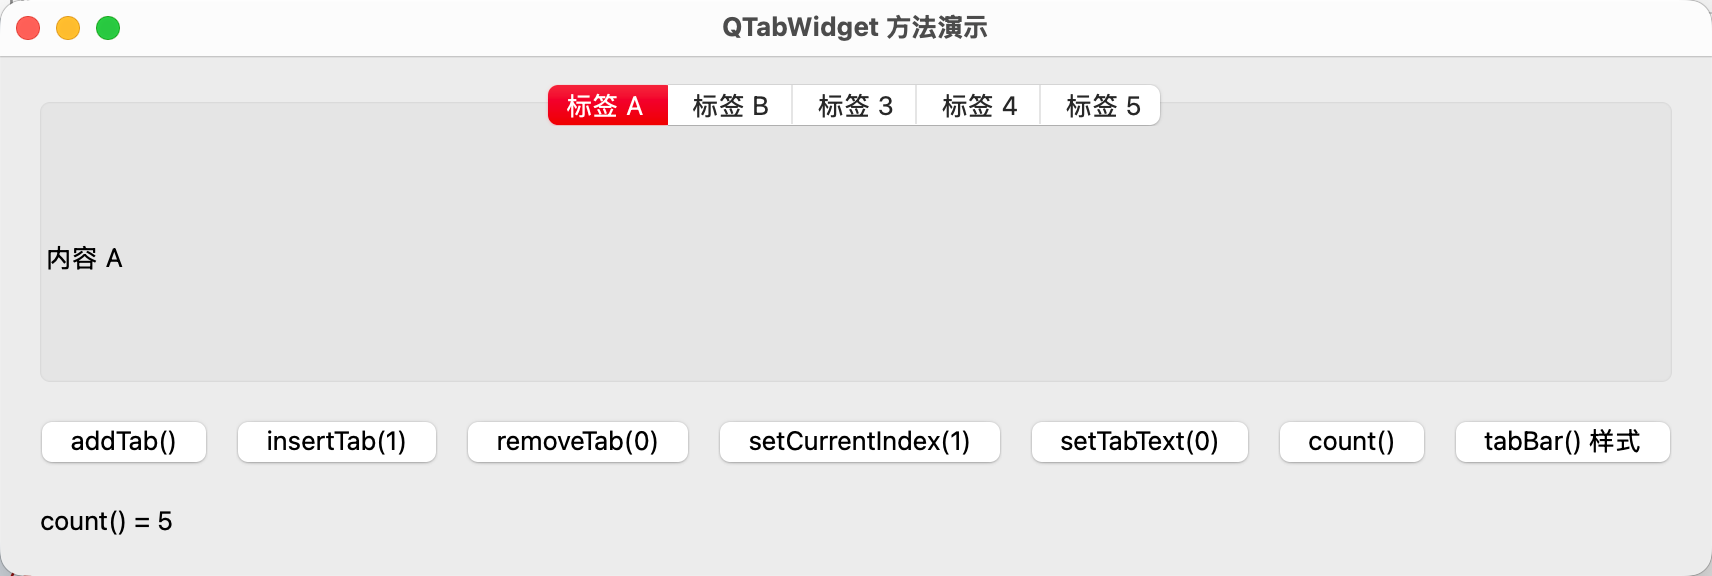 QTabWidget 方法演示
标签 A 标签 B 标签 3 标签 4 标签 5
内容 A
addTab() insertTab(1) removeTab(0) setCurrentIndex(1) setTabText(0) count() tabBar() 样式
count() = 5